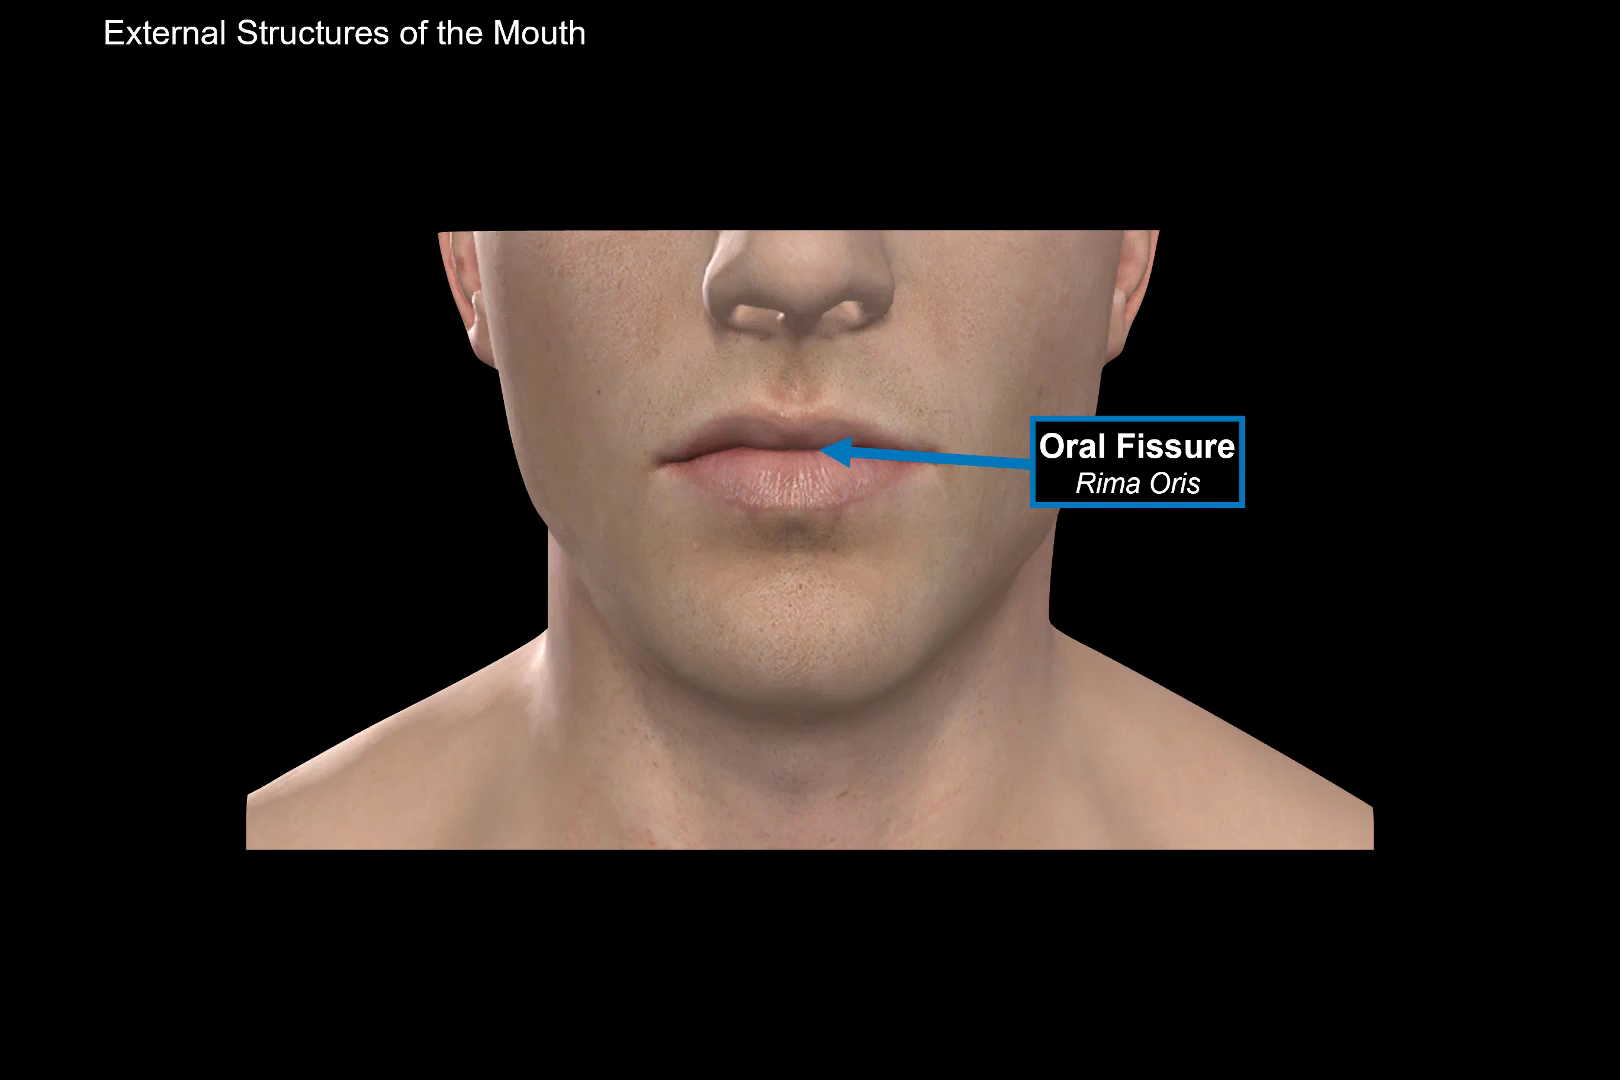 External Structures of the Mouth
Oral Fissure
Rima Oris